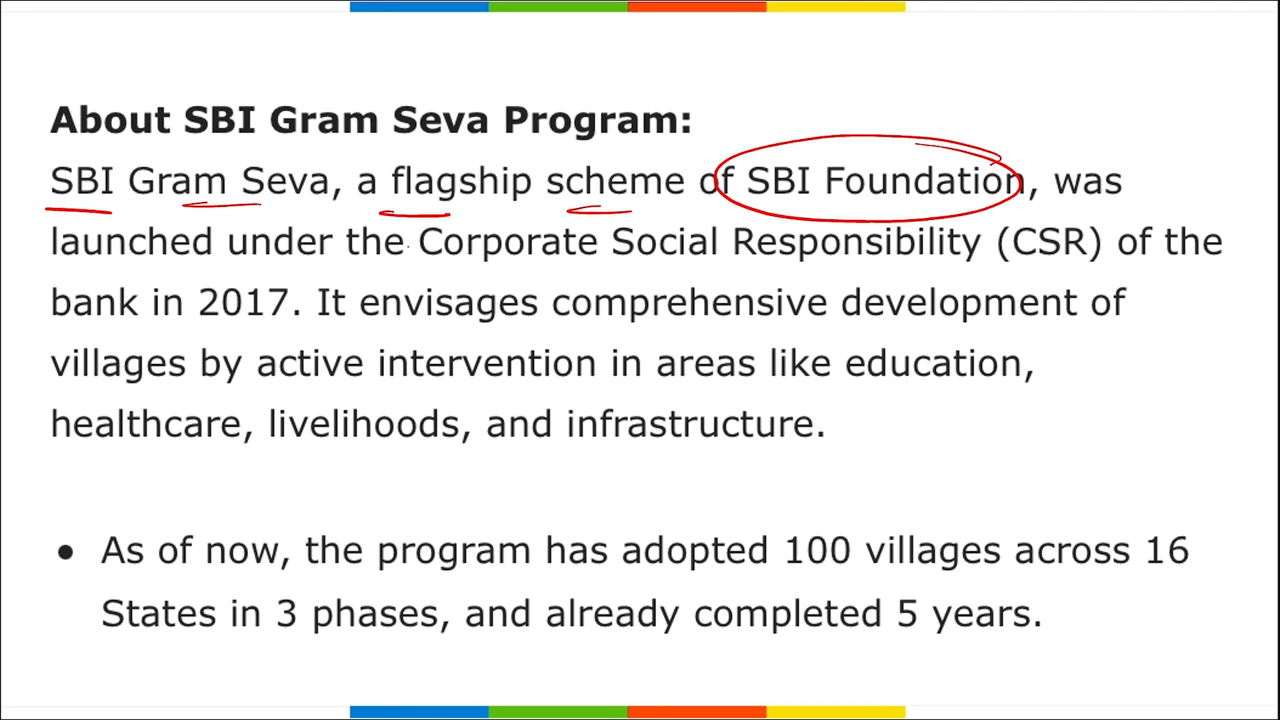 About SBI Gram Seva Program:
SBI Gram Seva, a flagship scheme of SBI Foundation, was
launched under the Corporate Social Responsibility (CSR) of the
bank in 2017. It envisages comprehensive development of
villages by active intervention in areas like education,
healthcare, livelihoods, and infrastructure.
● As of now, the program has adopted 100 villages across 16
States in 3 phases, and already completed 5 years.